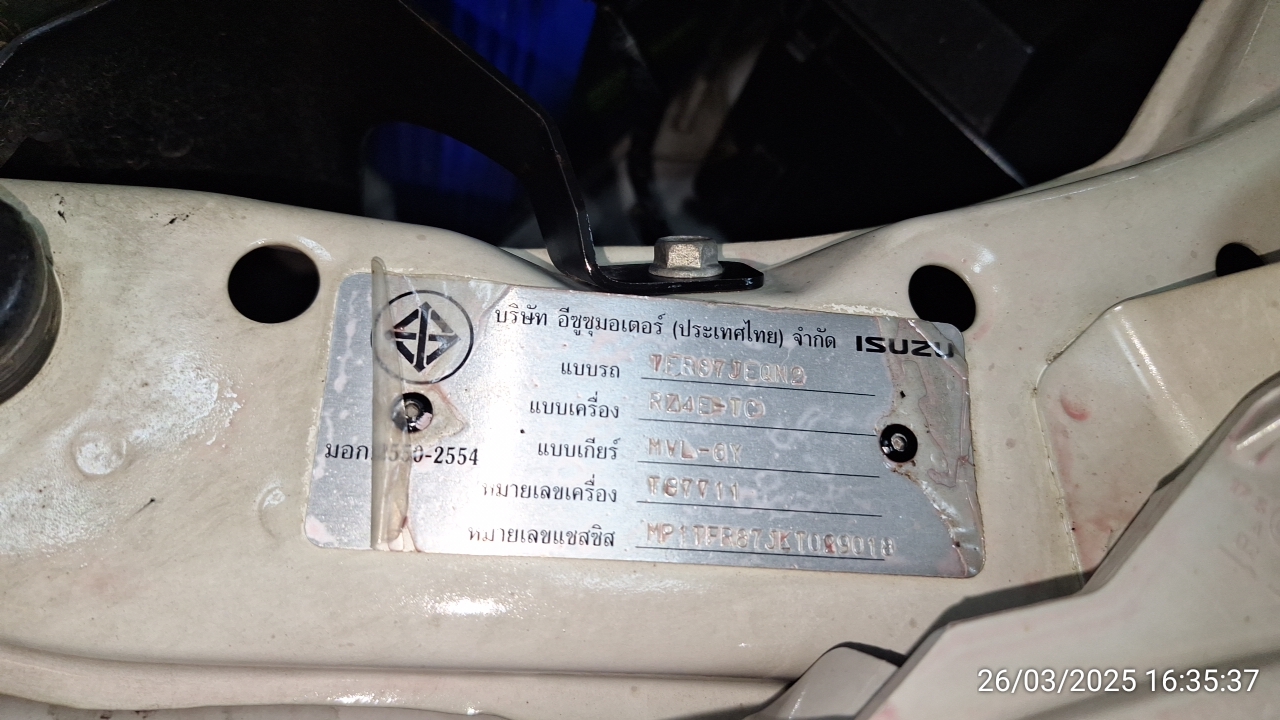 บริษัท อีซูซุมอเตอร์ (ประเทศไทย) จำกัด ISUZU
แบบรถ
แบบเครื่อง RZ4E-TC
มอก.2550-2554 แบบเกียร์ MVL-6Y
หมายเลขเครื่อง
หมายเลขแชสซิส
26/03/2025 16:35:37